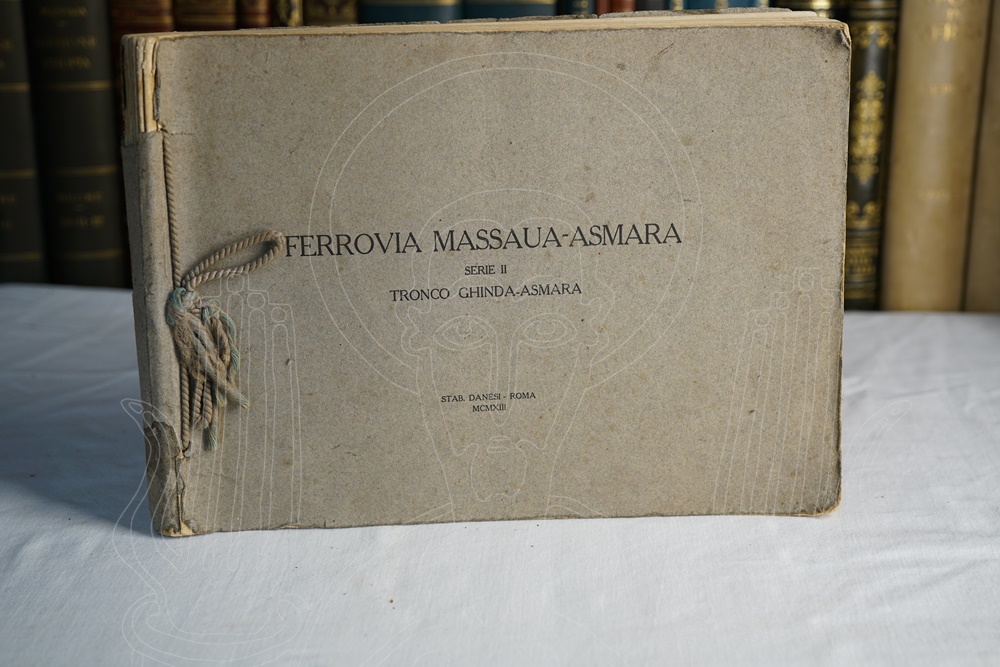 FERROVIA MASSAUA-ASMARA
SERIE II
TRONCO GHINDA-ASMARA
STAB. DANESI - ROMA
MCMXIII